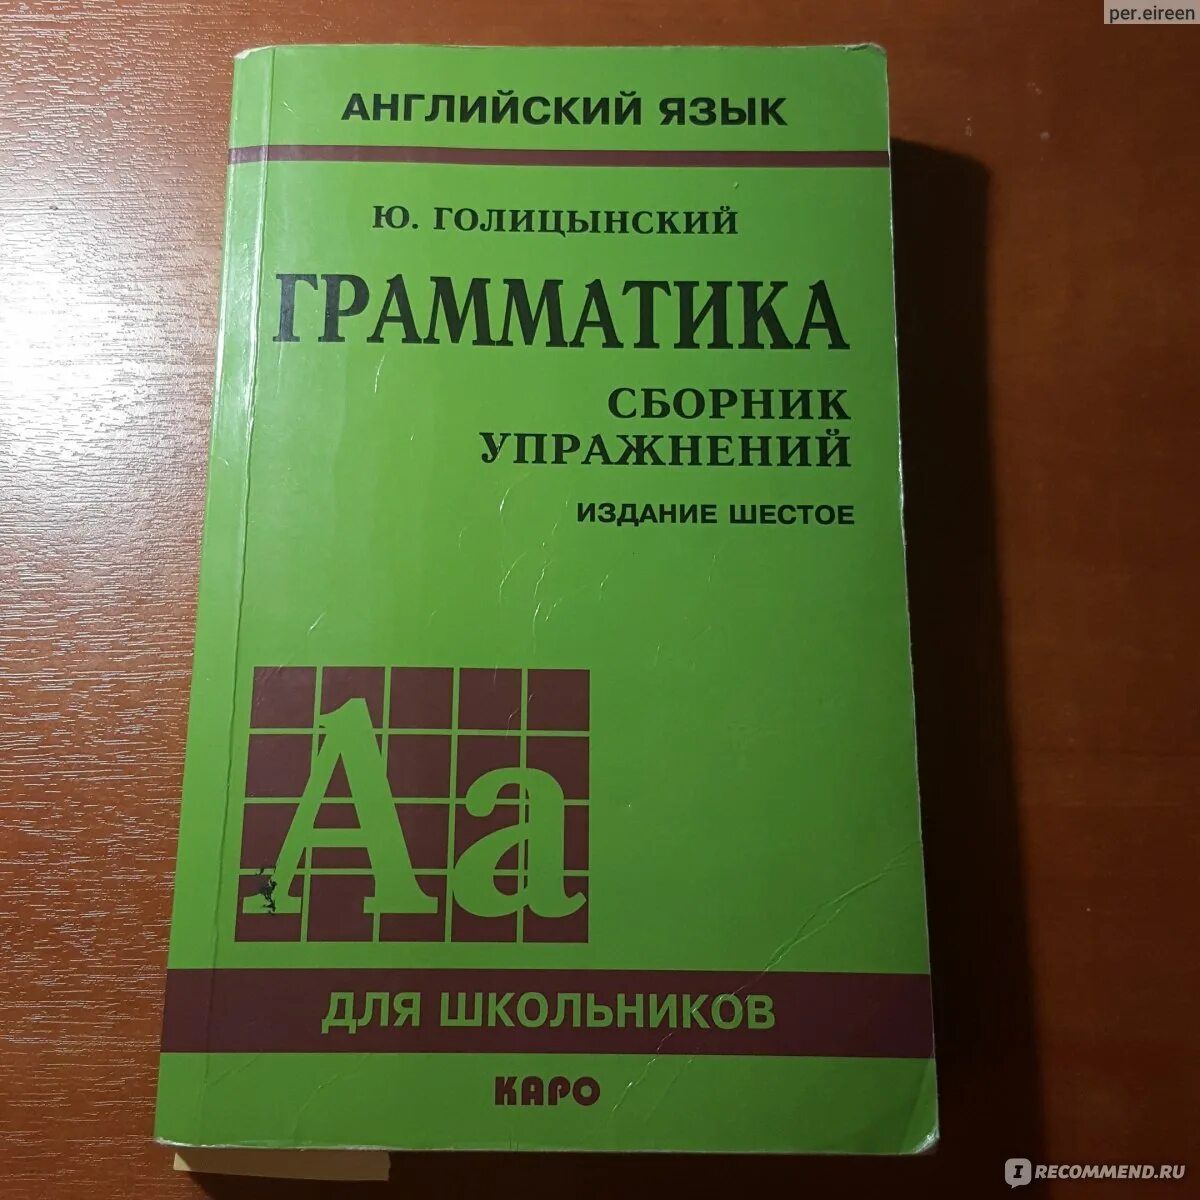 per.eireen
АНГЛИЙСКИЙ ЯЗЫК
Ю. ГОЛИЦЫНСКИЙ
ГРАММАТИКА
СБОРНИК
УПРАЖНЕНИЙ
ИЗДАНИЕ ШЕСТОЕ
Aa
ДЛЯ ШКОЛЬНИКОВ
КАРО
I RECOMMEND.RU